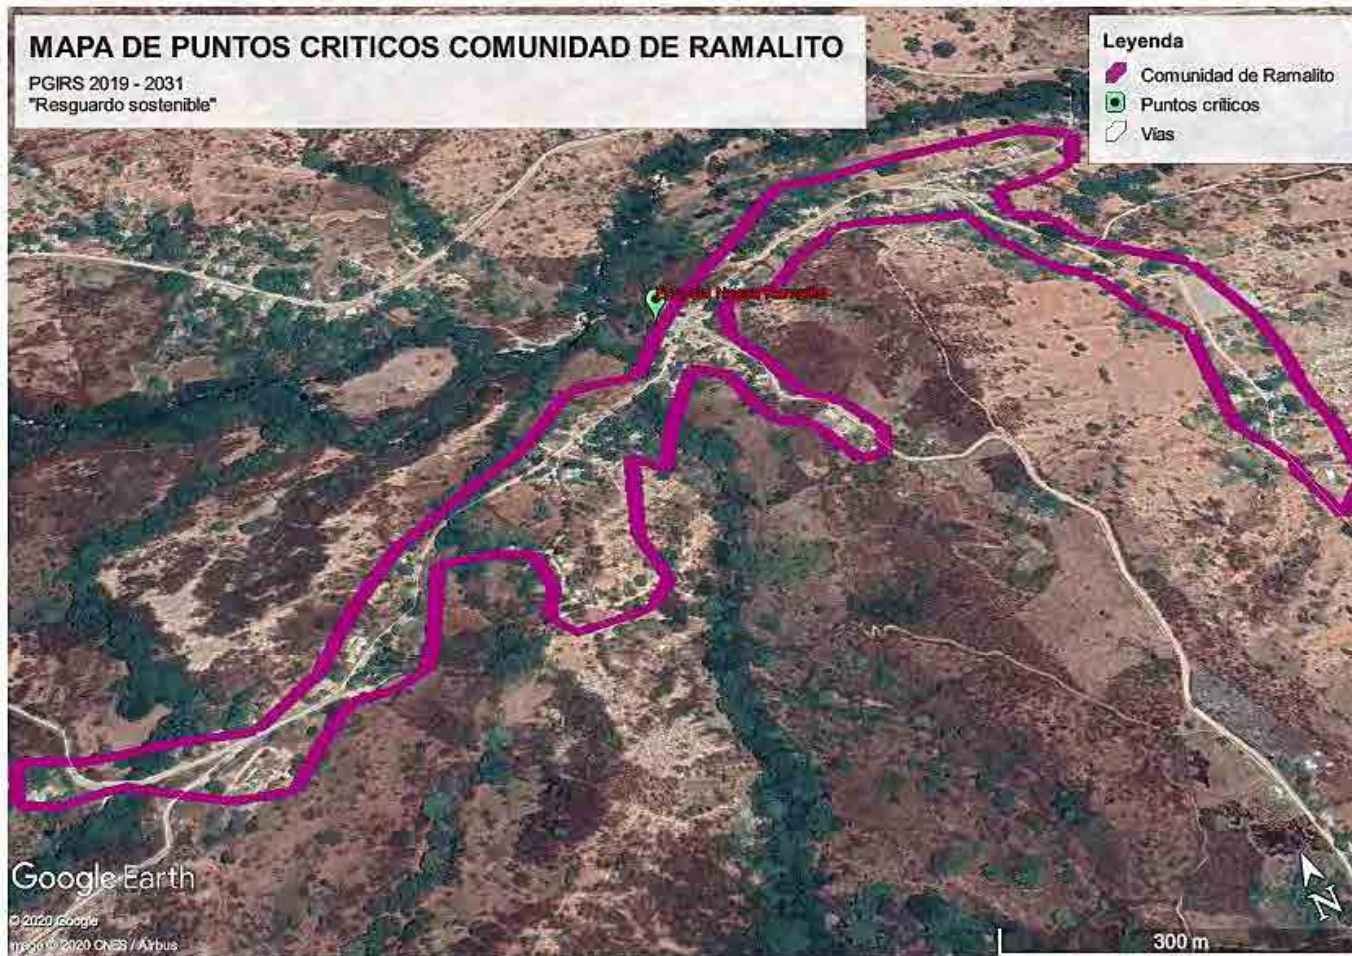 MAPA DE PUNTOS CRITICOS COMUNIDAD DE RAMALITO
PGIRS 2019 - 2031
"Resguardo sostenible"
Leyenda
Comunidad de Ramalito
Puntos críticos
Vias
Ramalito
Google Earth
© 2020 Google
Image © 2020 CNES / Airbus
N
300 m